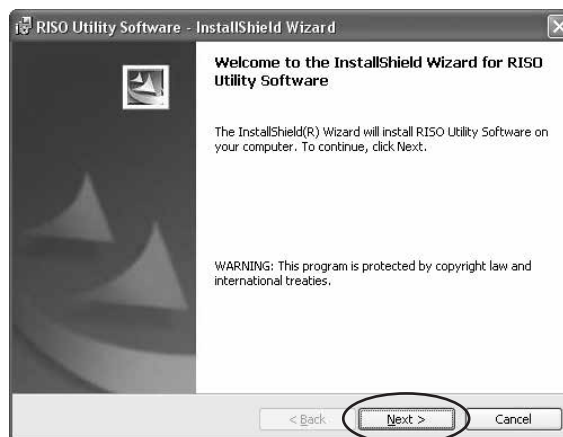 RISO Utility Software - InstallShield Wizard
Welcome to the InstallShield Wizard for RISO
Utility Software
The InstallShield(R) Wizard will install RISO Utility Software on
your computer. To continue, click Next.
WARNING: This program is protected by copyright law and
international treaties.
< Back
Next >
Cancel